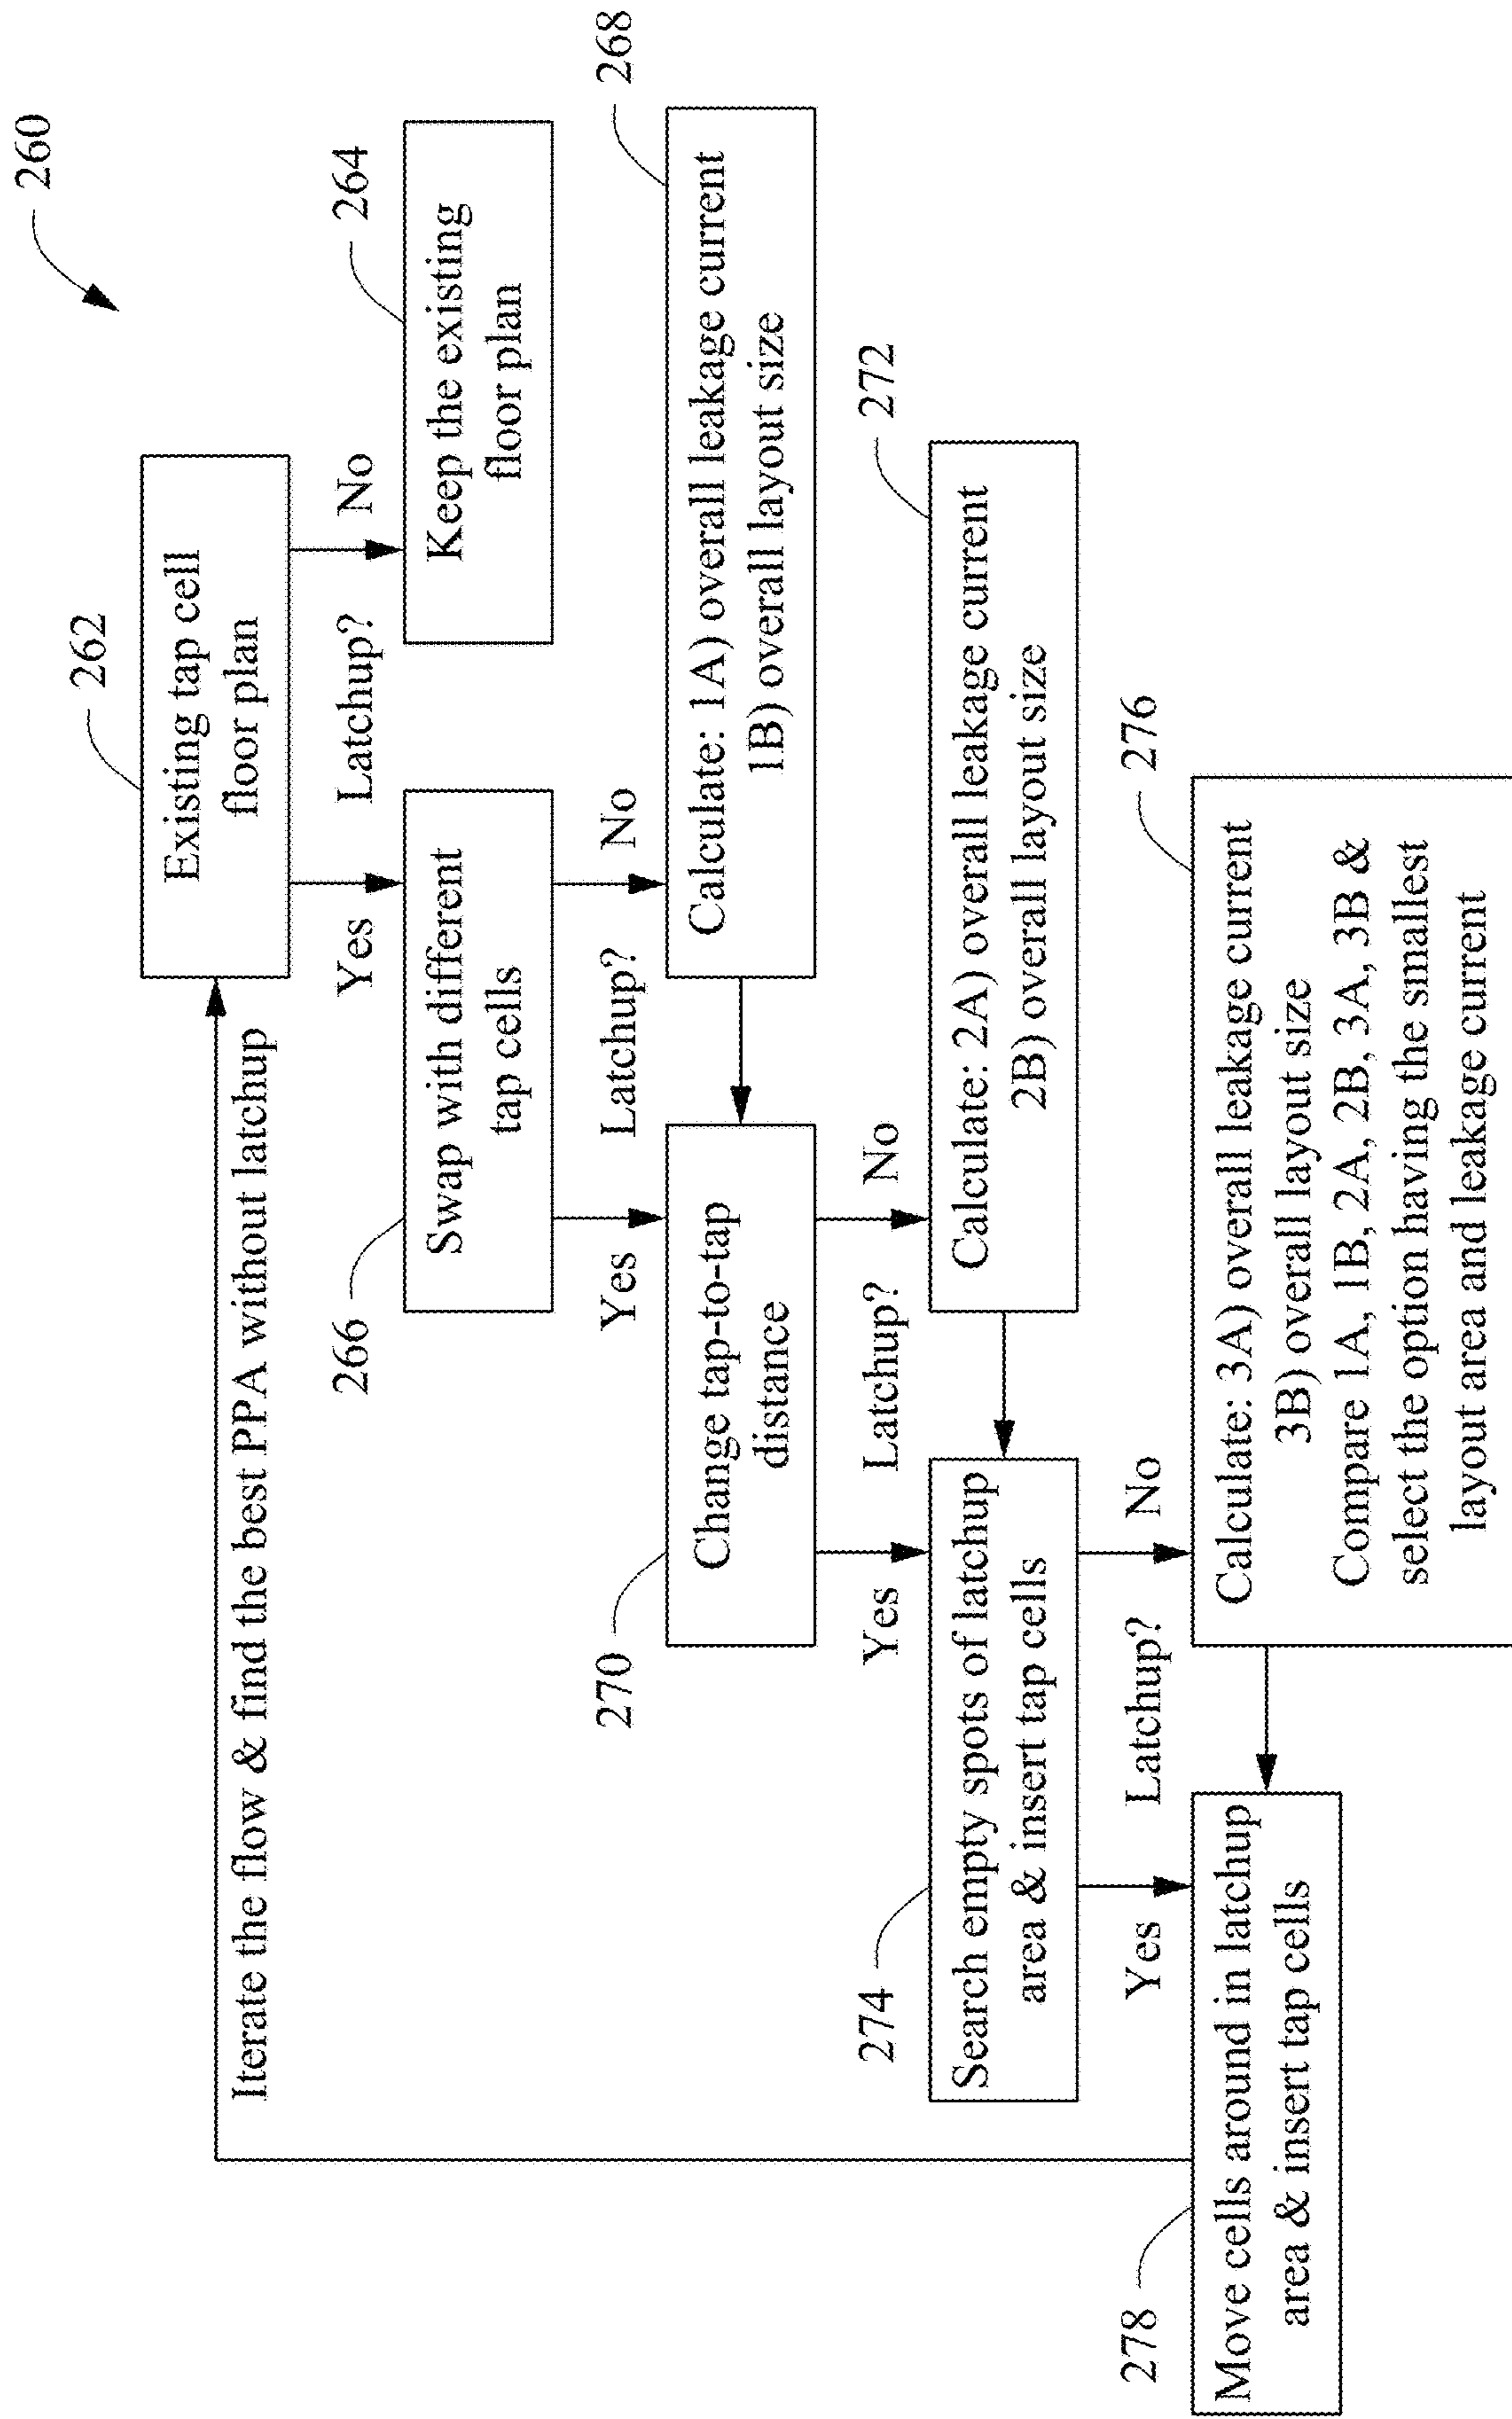 260
262
Existing tap cell
floor plan
Iterate the flow & find the best PPA without latchup
Yes
Latchup?
No
264
Keep the existing
floor plan
266
Swap with different
tap cells
Yes
Latchup?
No
268
Calculate: 1A) overall leakage current
1B) overall layout size
270
Change tap-to-tap
distance
Yes
Latchup?
No
272
Calculate: 2A) overall leakage current
2B) overall layout size
274
Search empty spots of latchup
area & insert tap cells
Yes
Latchup?
No
276
Calculate: 3A) overall leakage current
3B) overall layout size
Compare 1A, 1B, 2A, 2B, 3A, 3B &
select the option having the smallest
layout area and leakage current
278
Move cells around in latchup
area & insert tap cells